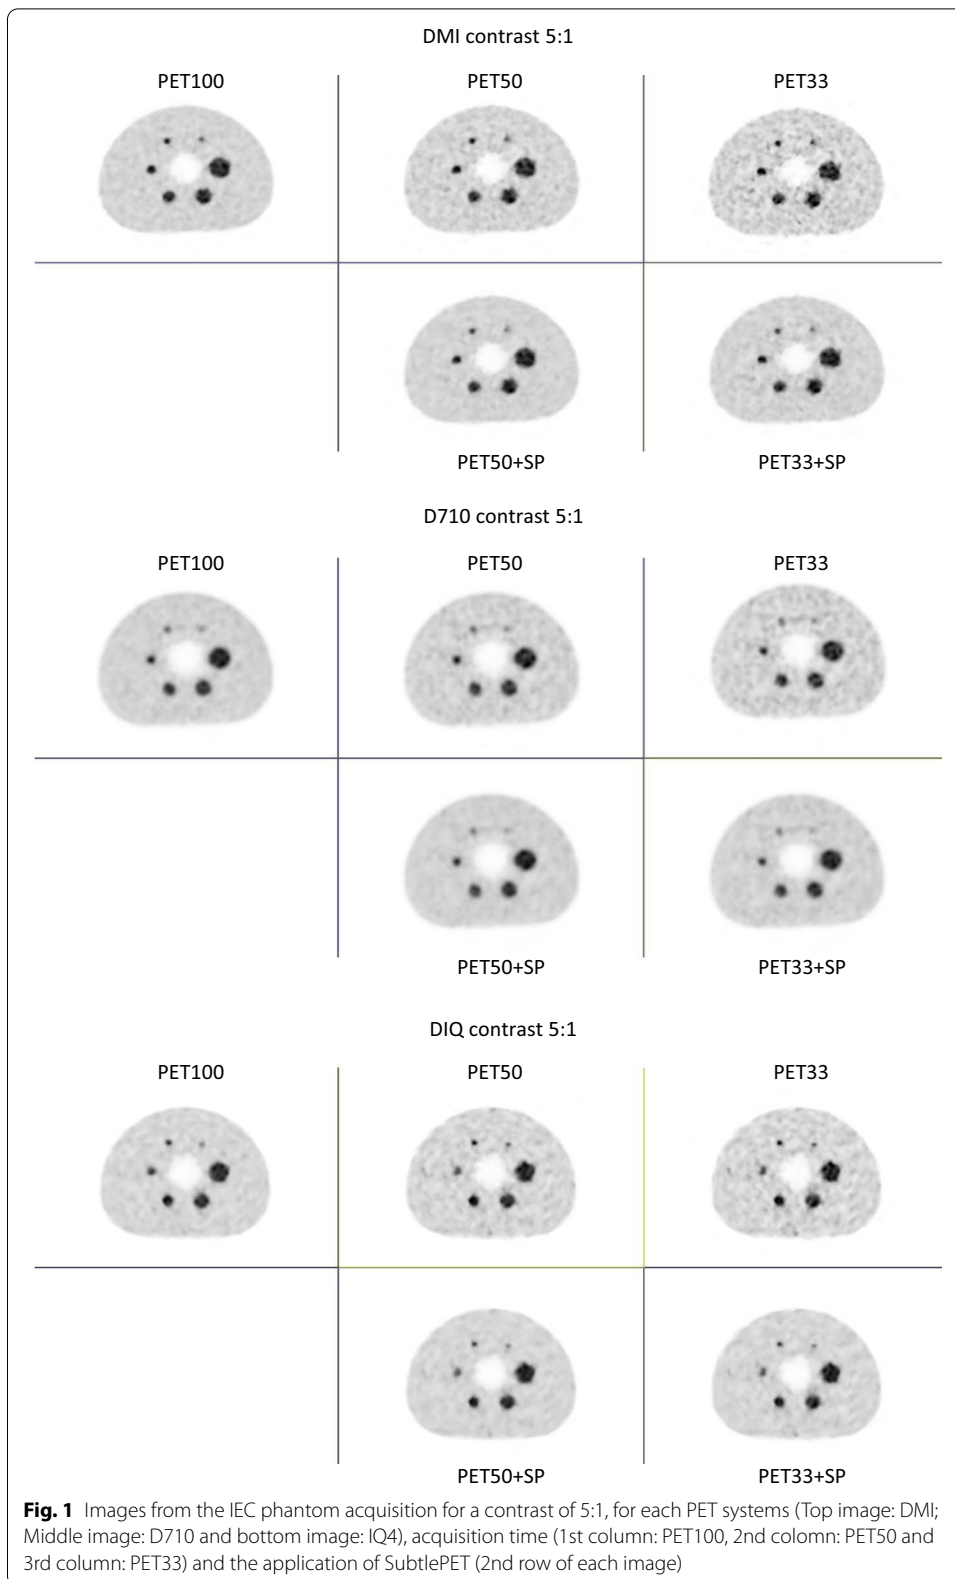 DMI contrast 5:1
PET100 PET50 PET33
PET50+SP PET33+SP
D710 contrast 5:1
PET100 PET50 PET33
PET50+SP PET33+SP
DIQ contrast 5:1
PET100 PET50 PET33
PET50+SP PET33+SP
Fig. 1 Images from the IEC phantom acquisition for a contrast of 5:1, for each PET systems (Top image: DMI;
Middle image: D710 and bottom image: IQ4), acquisition time (1st column: PET100, 2nd colomn: PET50 and
3rd column: PET33) and the application of SubtlePET (2nd row of each image)